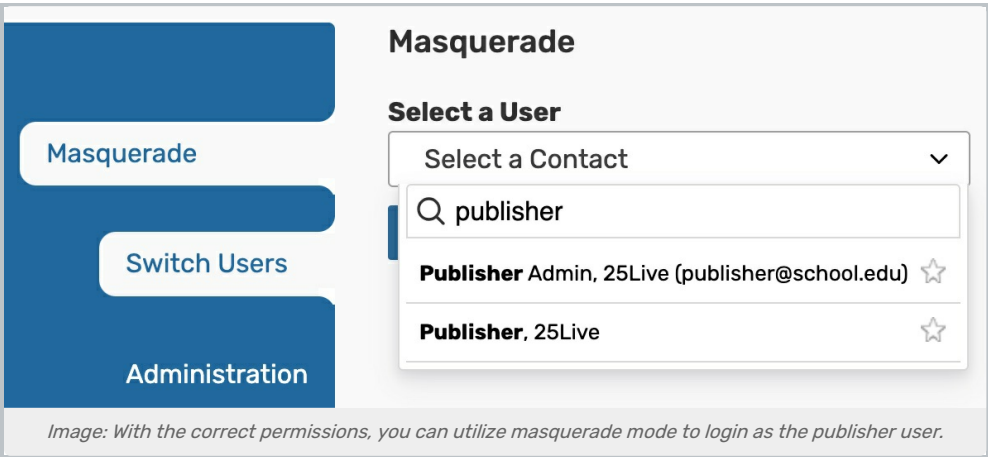 Masquerade
Switch Users
Administration
Masquerade
Select a User
Select a Contact
publisher
Publisher Admin, 25Live (publisher@school.edu)
Publisher, 25Live
Image: With the correct permissions, you can utilize masquerade mode to login as the publisher user.